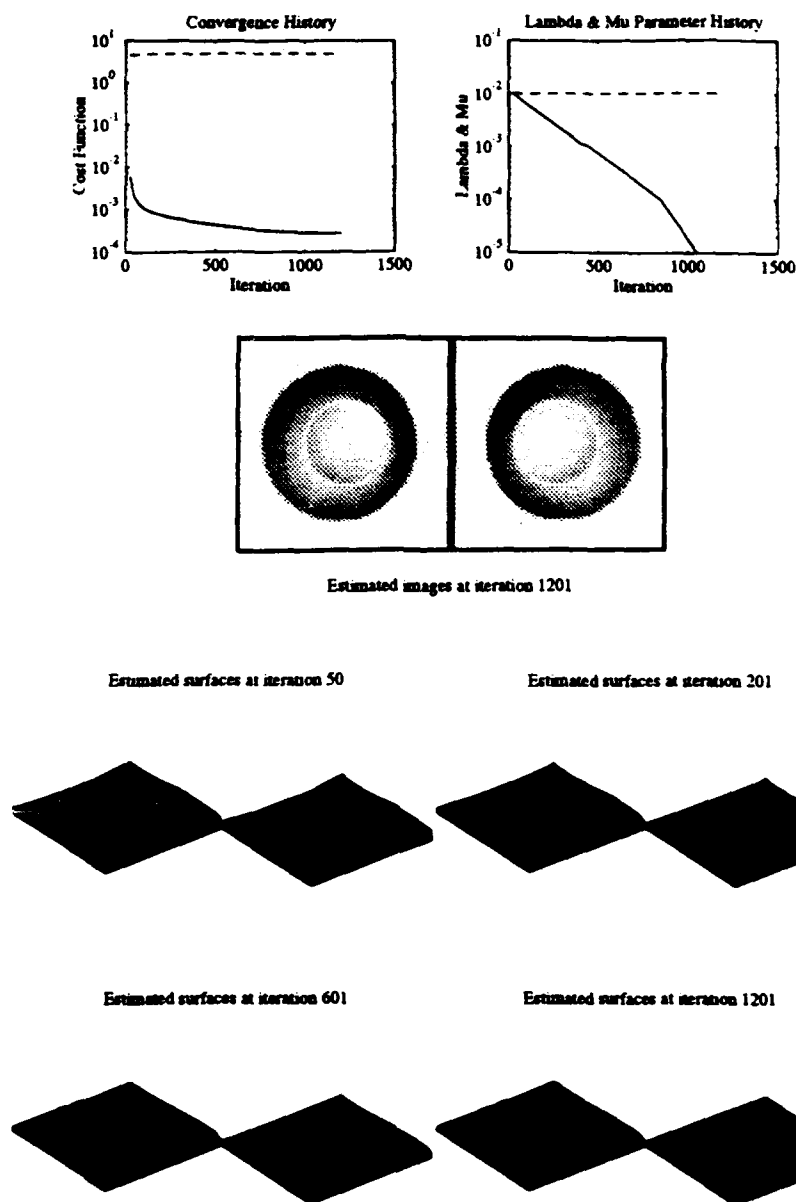 Convergence History
Lambda & Mu Parameter History
10^1
10^0
10^-1
10^-2
10^-3
10^-4
Cost Function
0
500
1000
1500
Iteration
10^-1
10^-2
10^-3
10^-4
10^-5
Lambda & Mu
0
500
1000
1500
Iteration
Estimated images at iteration 1201
Estimated surfaces at iteration 50
Estimated surfaces at iteration 201
Estimated surfaces at iteration 601
Estimated surfaces at iteration 1201